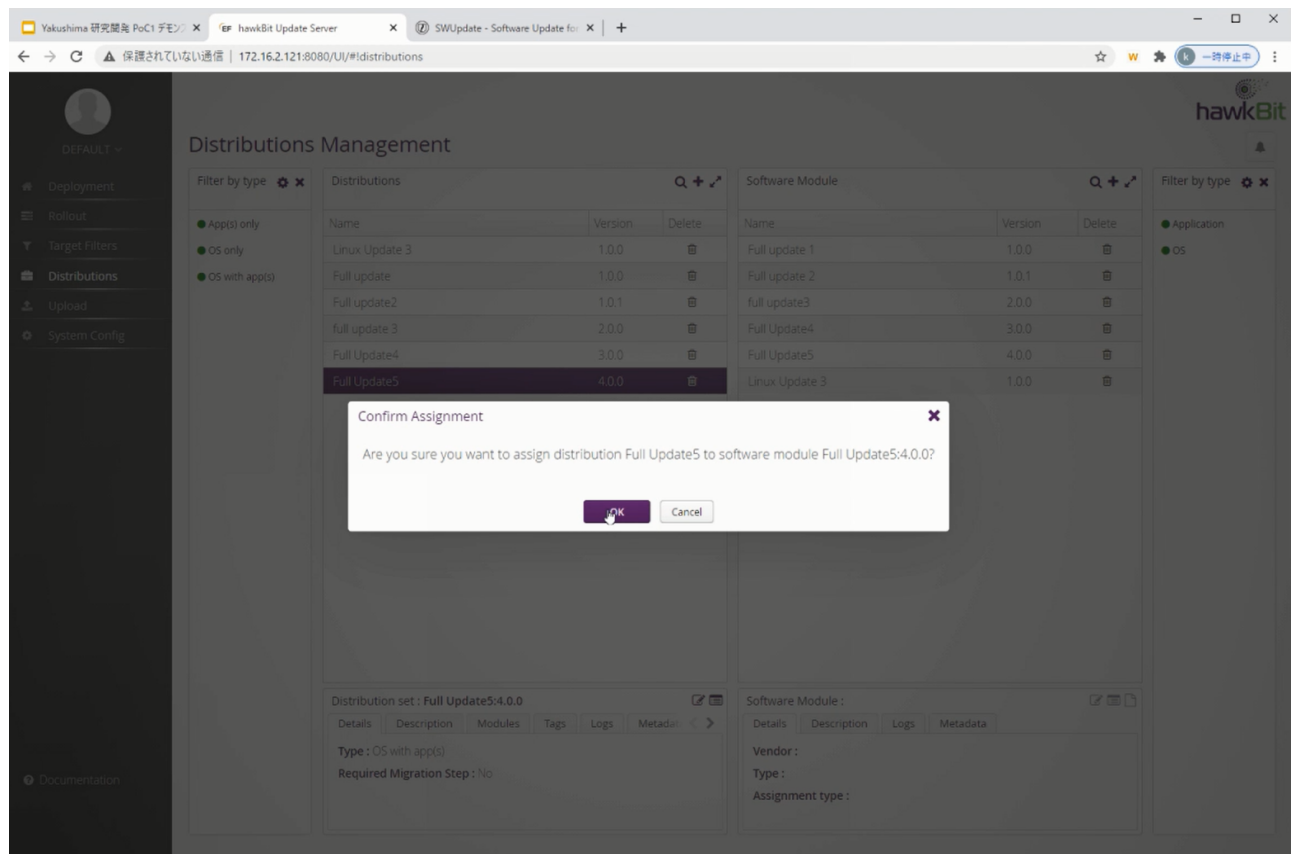 Yakushima 研究開発 PoC1 デモン
hawkBit Update Server
SWUpdate - Software Update for
保護されていない通信 | 172.16.2.121:8080/UI/#!distributions
W
k 一時停止中
hawkBit
DEFAULT
Deployment
Rollout
Target Filters
Distributions
Upload
System Config
Documentation
Distributions Management
Filter by type
App(s) only
OS only
OS with app(s)
Distributions
Name Version Delete
Linux Update 3 1.0.0
Full update 1.0.0
Full update2 1.0.1
full update 3 2.0.0
Full Update4 3.0.0
Full Update5 4.0.0
Software Module
Name Version Delete
Full update 1 1.0.0
Full update 2 1.0.1
full update3 2.0.0
Full Update4 3.0.0
Full Update5 4.0.0
Linux Update 3 1.0.0
Filter by type
Application
OS
Confirm Assignment
Are you sure you want to assign distribution Full Update5 to software module Full Update5:4.0.0?
OK Cancel
Distribution set : Full Update5:4.0.0
Details Description Modules Tags Logs
Type : OS with app(s)
Required Migration Step : No
Software Module :
Details Description Logs Metadata
Vendor :
Type :
Assignment type :